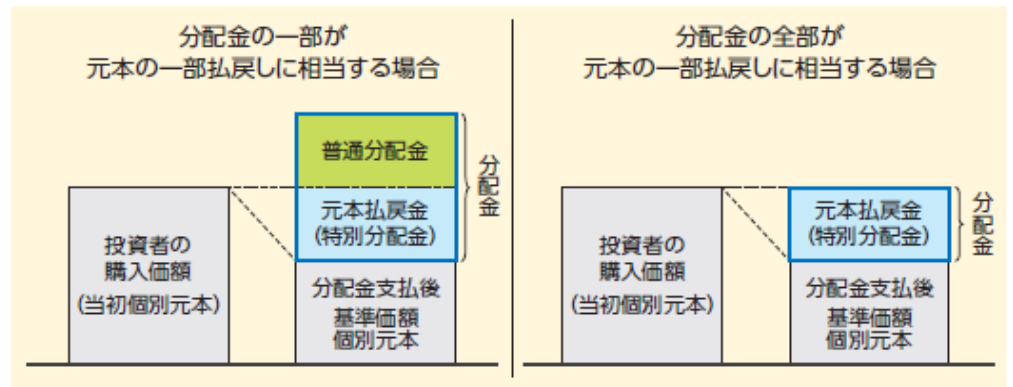 分配金の一部が
元本の一部払戻しに相当する場合
普通分配金
元本払戻金
(特別分配金)
分配金
投資者の
購入価額
(当初個別元本)
分配金支払後
基準価額
個別元本
分配金の全部が
元本の一部払戻しに相当する場合
元本払戻金
(特別分配金)
分配金
投資者の
購入価額
(当初個別元本)
分配金支払後
基準価額
個別元本